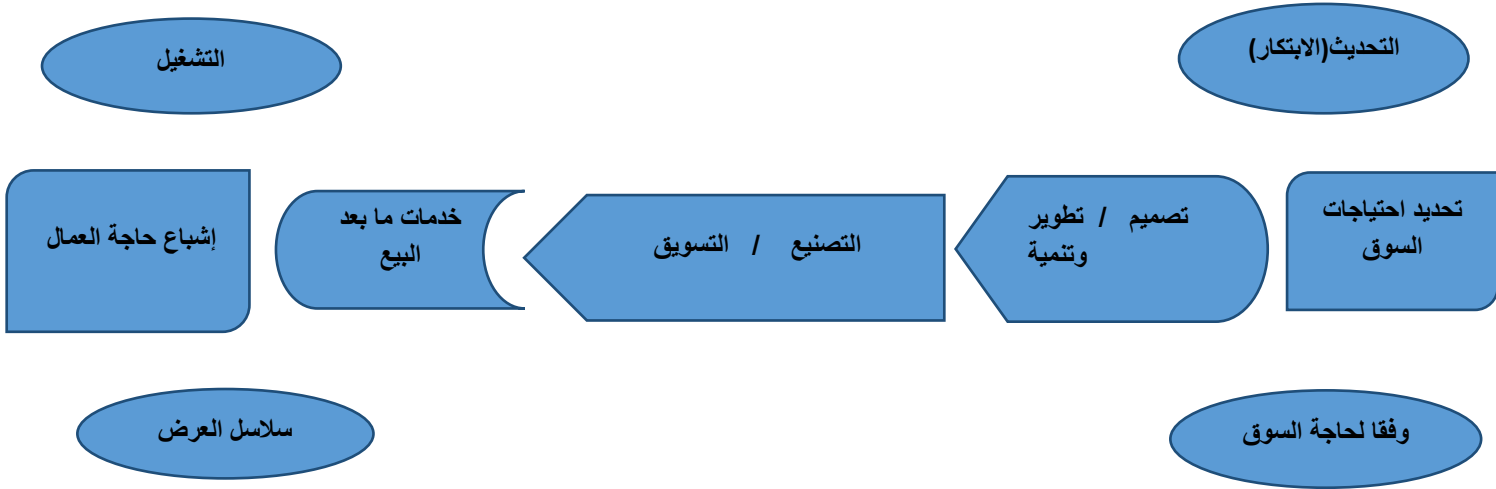 التحديث(الابتكار)
التشغيل
تحديد احتياجات
السوق
تصميم / تطوير
وتنمية
التصنيع / التسويق
خدمات ما بعد
البيع
إشباع حاجة العمال
وفقا لحاجة السوق
سلاسل العرض